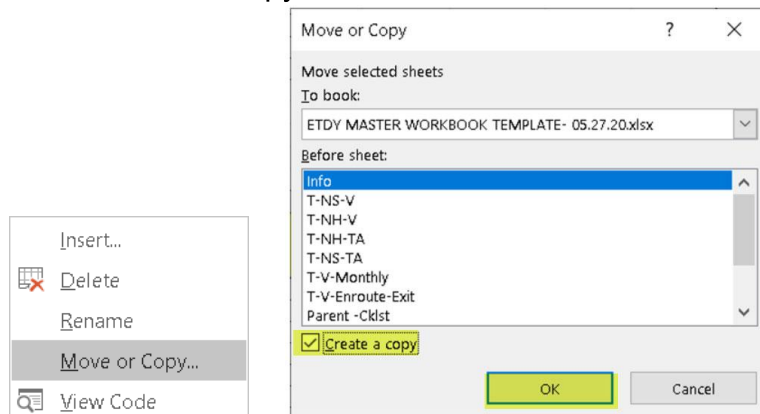 Move or Copy ?
Move selected sheets
To book:
ETDY MASTER WORKBOOK TEMPLATE- 05.27.20.xlsx
Before sheet:
Info
T-NS-V
T-NH-V
T-NH-TA
T-NS-TA
T-V-Monthly
T-V-Enroute-Exit
Parent -Cklst
Create a copy
OK Cancel
Insert...
Delete
Rename
Move or Copy...
View Code